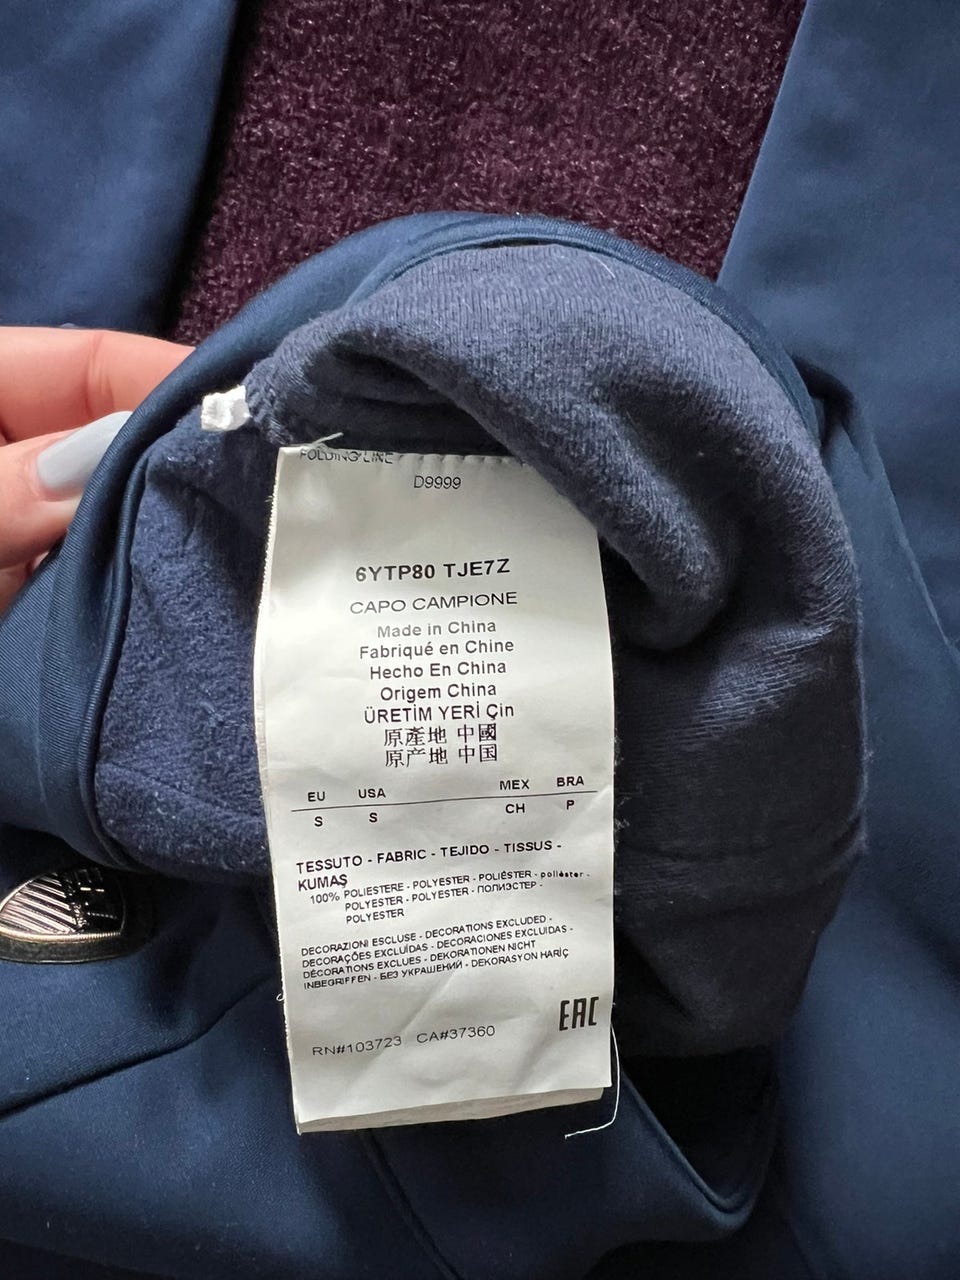 FOLDING LINE
D9999
6YTP80 TJE7Z
CAPO CAMPIONE
Made in China
Fabriqué en Chine
Hecho En China
Origem China
ÜRETİM YERİ Çin
原產地 中國
原产地 中国
EU USA MEX BRA
S S CH P
TESSUTO - FABRIC - TEJIDO - TISSUS -
KUMAŞ
100% POLIESTERE - POLYESTER - POLIÉSTER - poliéster -
POLYESTER - POLYESTER - ПОЛИЭСТЕР -
POLYESTER
DECORAZIONI ESCLUSE - DECORATIONS EXCLUDED -
DECORAÇÕES EXCLUÍDAS - DECORACIONES EXCLUIDAS -
DÉCORATIONS EXCLUES - DEKORATIONEN NICHT
INBEGRIFFEN - БЕЗ УКРАШЕНИЙ - DEKORASYON HARİÇ
EAC
RN#103723 CA#37360